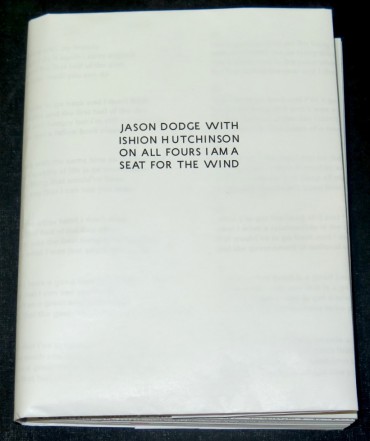 JASON DODGE WITH
ISHION HUTCHINSON
ON ALL FOURS I AM A
SEAT FOR THE WIND